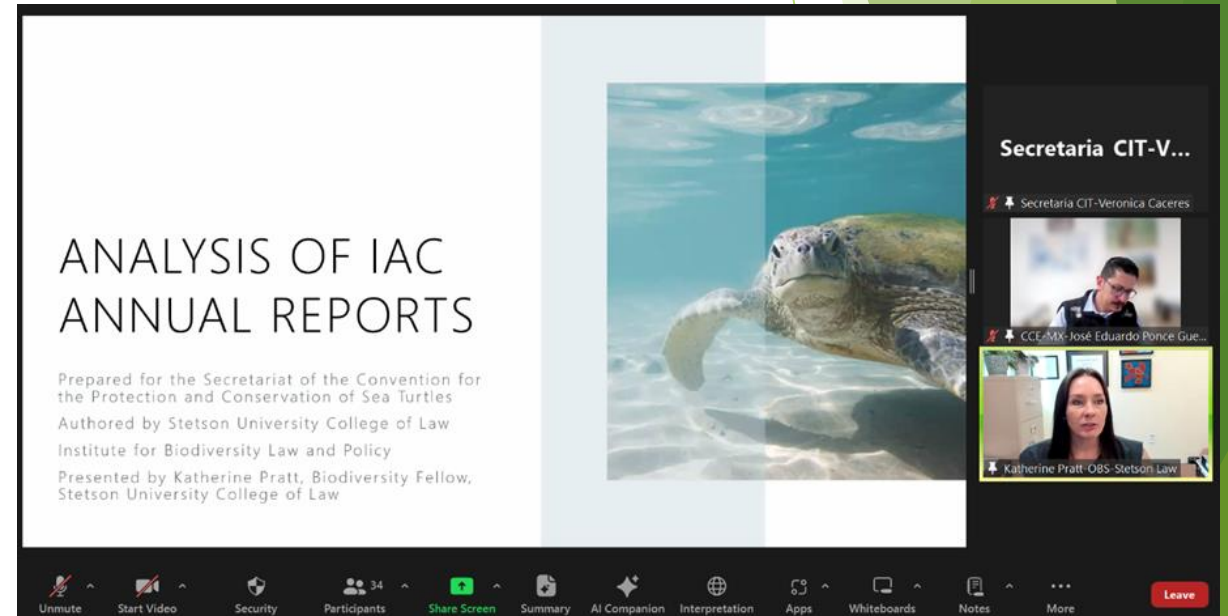 ANALYSIS OF IAC
ANNUAL REPORTS
Prepared for the Secretariat of the Convention for
the Protection and Conservation of Sea Turtles
Authored by Stetson University College of Law
Institute for Biodiversity Law and Policy
Presented by Katherine Pratt, Biodiversity Fellow,
Stetson University College of Law
Secretaria CIT-V...
Secretaría CIT-Veronica Caceres
CCE-MX-José Eduardo Ponce Gue...
Katherine Pratt-OBS-Stetson Law
Unmute
Start Video
Security
Participants
34
Share Screen
Summary
AI Companion
Interpretation
Apps
Whiteboards
Notes
More
Leave